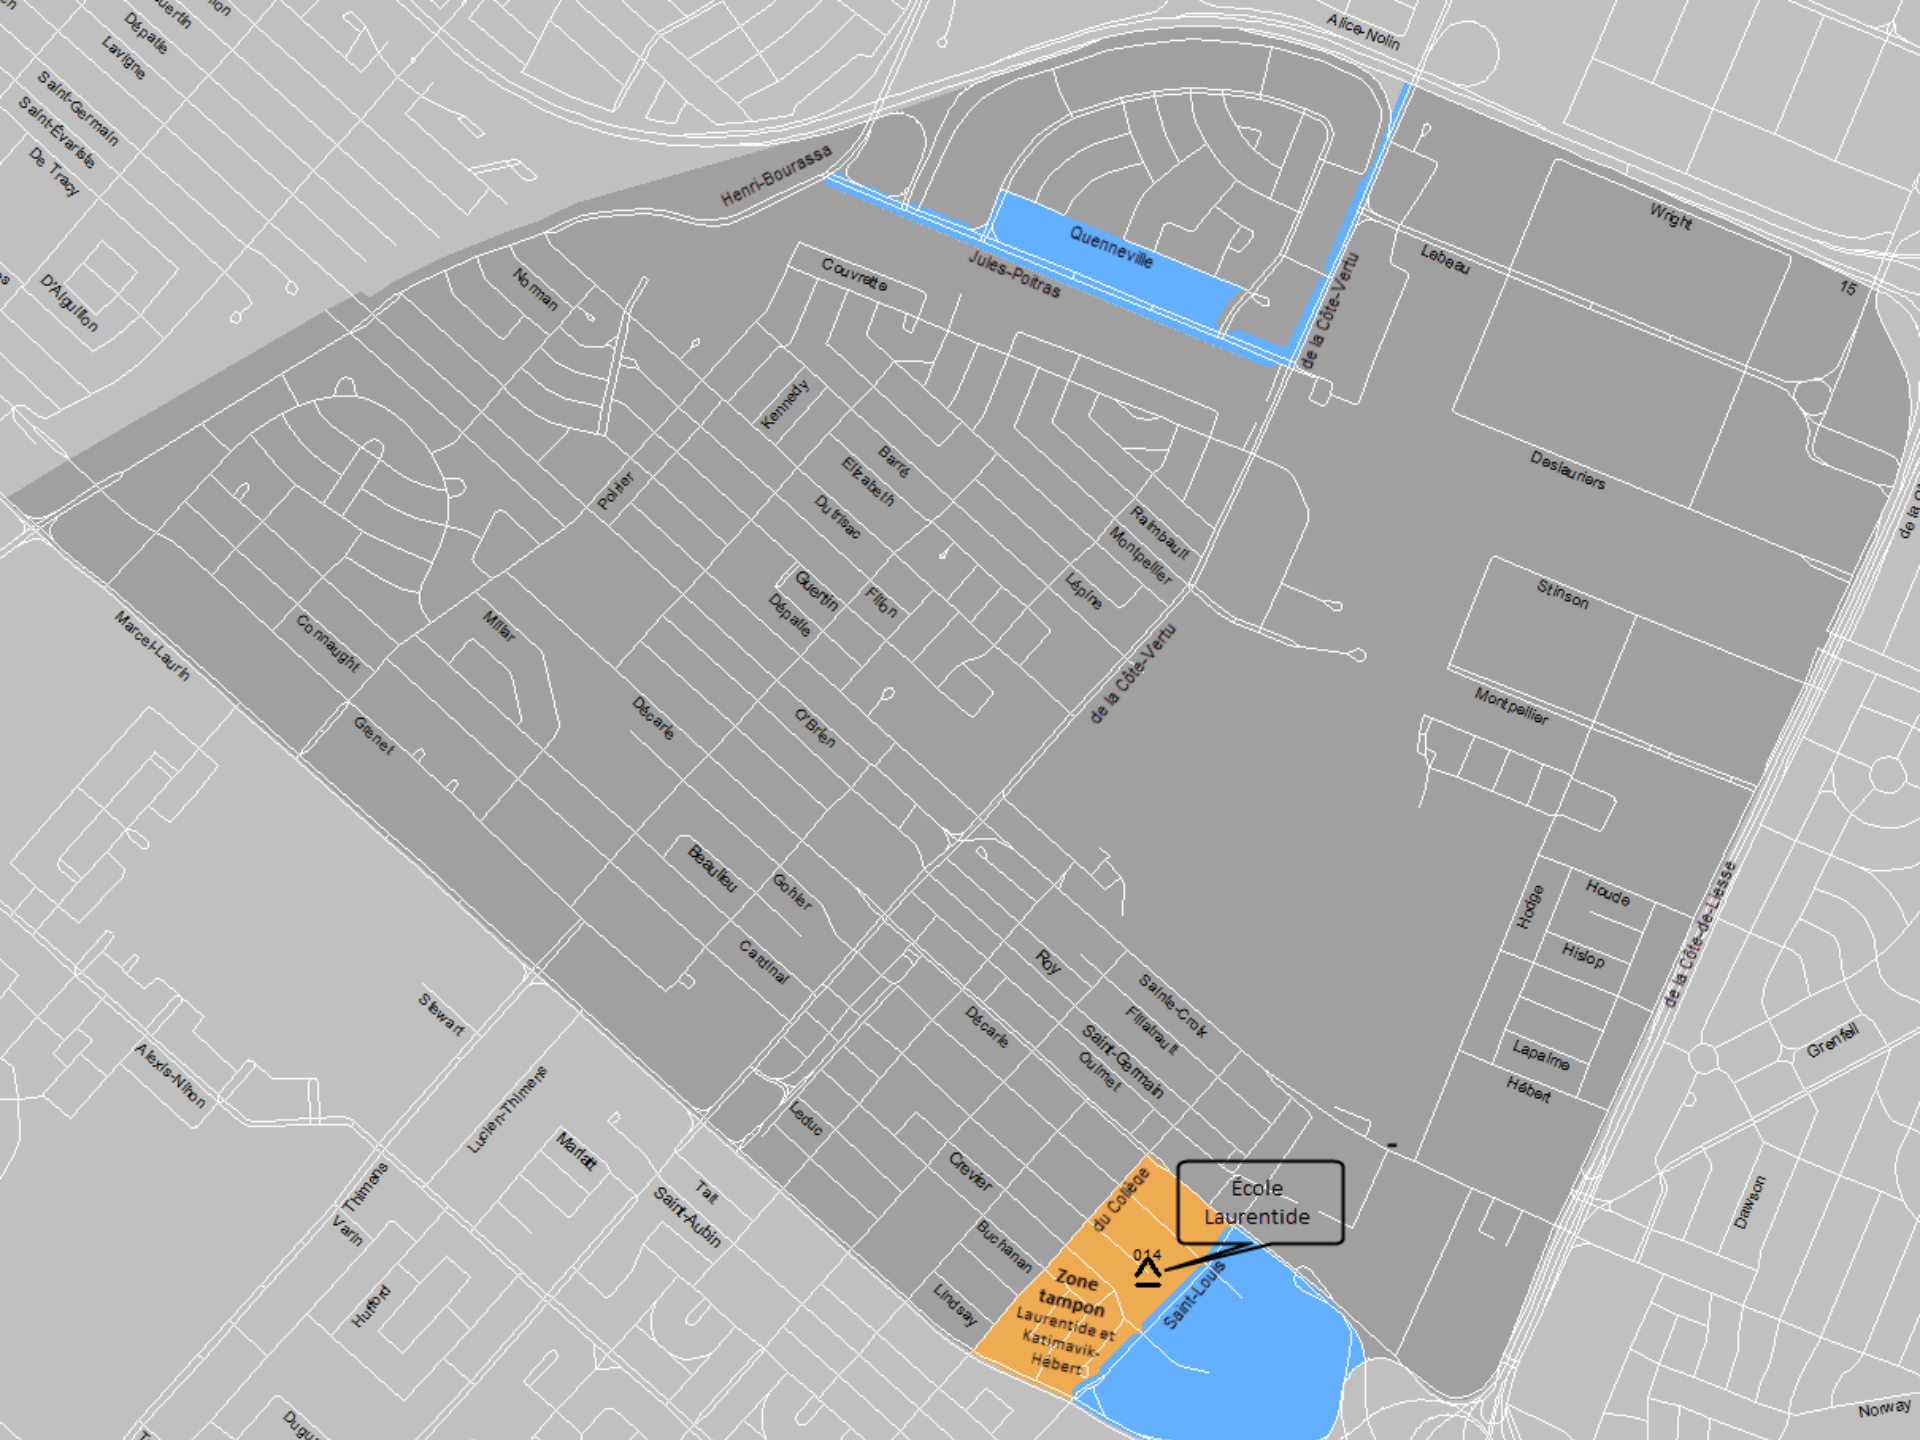 Dépatie
Lavigne
Saint-Germain
Saint-Évariste
De Tracy
D'Aiguillon
Alice-Nolin
Henri-Bourassa
Wright
Quenneville
Lebeau
Couvrette
Jules-Poitras
Norman
15
de la Côte-Vertu
Kennedy
Barré
Elizabeth
Deslauriers
Poirier
Dutrisac
Raimbault
Montpellier
Guertin
Filion
Lépine
Stinson
Dépatie
Marcel-Laurin
Connaught
Millar
de la Côte-Vertu
Grenet
Décarie
O'Brien
Montpellier
Beaulieu
Gohier
Houde
Hodge
Hislop
Cardinal
Roy
Sainte-Croix
de la Côte-de-Liesse
Stewart
Décarie
Filiatrault
Saint-Germain
Ouimet
Lapalme
Hébert
Grenfell
Alexis-Nihon
Lucien-Thimens
Leduc
Marlatt
Thimens
Tait
Saint-Aubin
Crevier
du Collège
École
Laurentide
Dawson
Varin
Buchanan
014
Zone
tampon
Laurentide et
Katimavik-
Hébert
Saint-Louis
Hufford
Lindsay
Norway